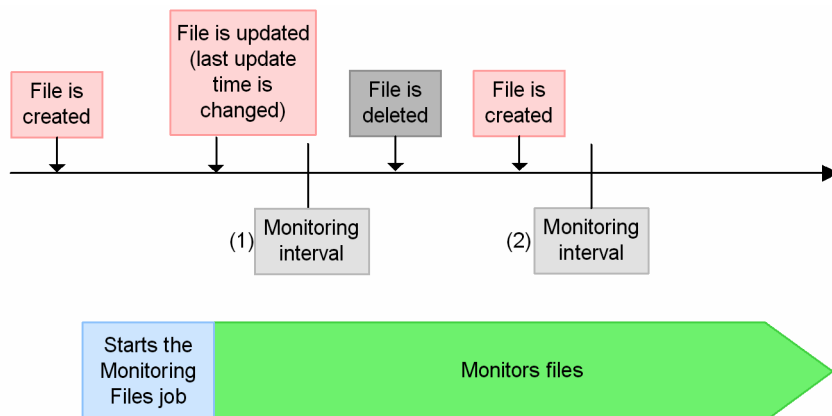 File is
created
File is updated
(last update
time is
changed)
File is
deleted
File is
created
(1)
Monitoring
interval
(2)
Monitoring
interval
Starts the
Monitoring
Files job
Monitors files